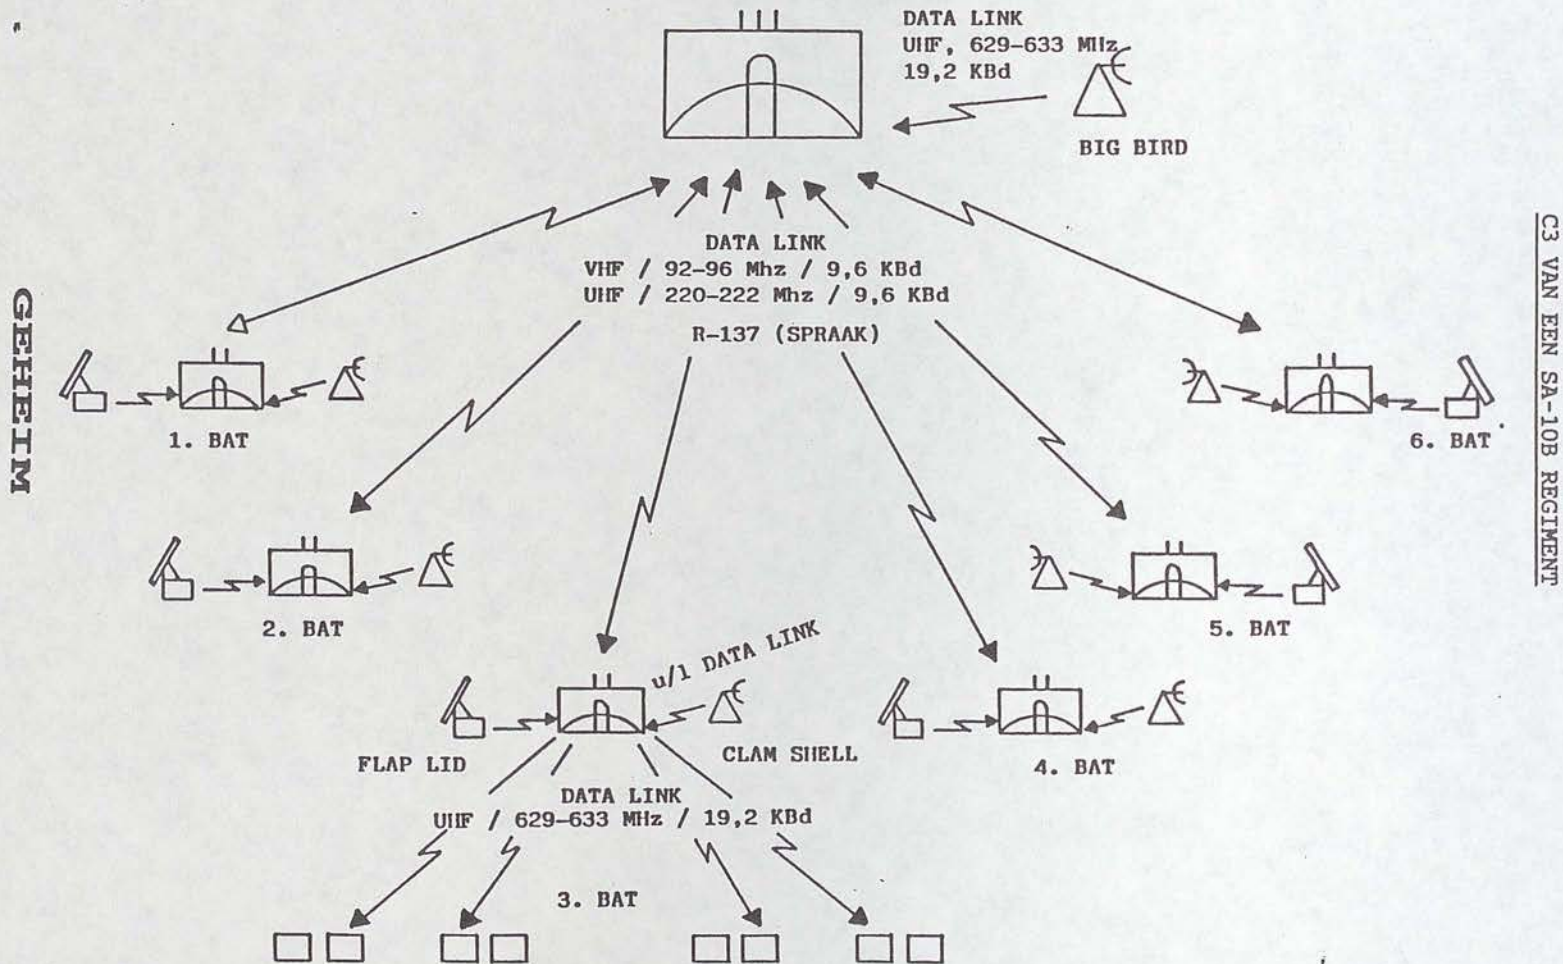 DATA LINK
UHF, 629-633 MHz
19,2 KBd
BIG BIRD
C3 VAN EEN SA-10B REGIMENT
GEHEIM
DATA LINK
VHF / 92-96 Mhz / 9,6 KBd
UHF / 220-222 Mhz / 9,6 KBd
R-137 (SPRAAK)
1. BAT
6. BAT
2. BAT
5. BAT
u/l DATA LINK
FLAP LID
CLAM SHELL
4. BAT
DATA LINK
UHF / 629-633 MHz / 19,2 KBd
3. BAT